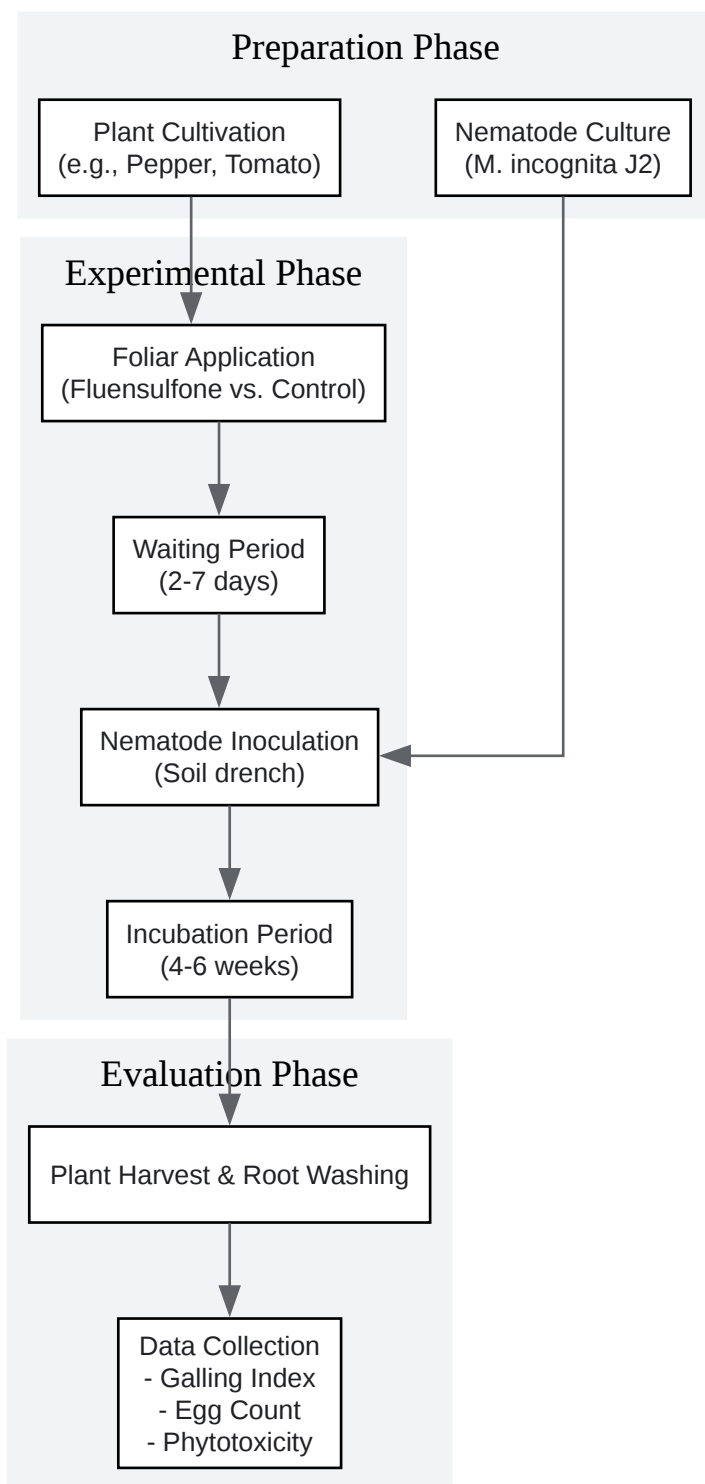 Preparation Phase
Plant Cultivation
(e.g., Pepper, Tomato)
Nematode Culture
(M. incognita J2)
Experimental Phase
Foliar Application
(Fluensulfone vs. Control)
Waiting Period
(2-7 days)
Nematode Inoculation
(Soil drench)
Incubation Period
(4-6 weeks)
Evaluation Phase
Plant Harvest & Root Washing
Data Collection
- Galling Index
- Egg Count
- Phytotoxicity